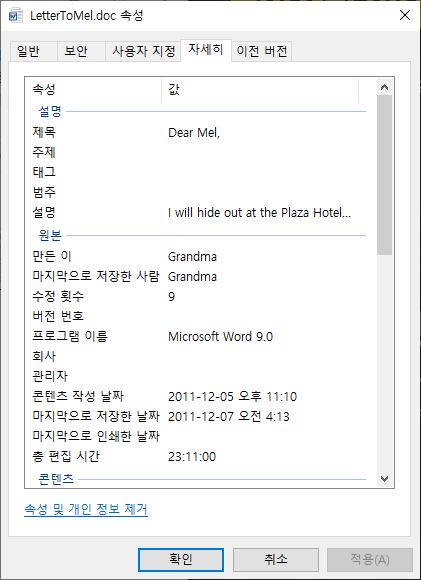 LetterToMel.doc 속성
일반 보안 사용자 지정 자세히 이전 버전
속성 값
설명
제목 Dear Mel,
주제
태그
범주
설명 I will hide out at the Plaza Hotel...
원본
만든 이 Grandma
마지막으로 저장한 사람 Grandma
수정 횟수 9
버전 번호
프로그램 이름 Microsoft Word 9.0
회사
관리자
콘텐츠 작성 날짜 2011-12-05 오후 11:10
마지막으로 저장한 날짜 2011-12-07 오전 4:13
마지막으로 인쇄한 날짜
총 편집 시간 23:11:00
콘텐츠
속성 및 개인 정보 제거
확인 취소 적용(A)